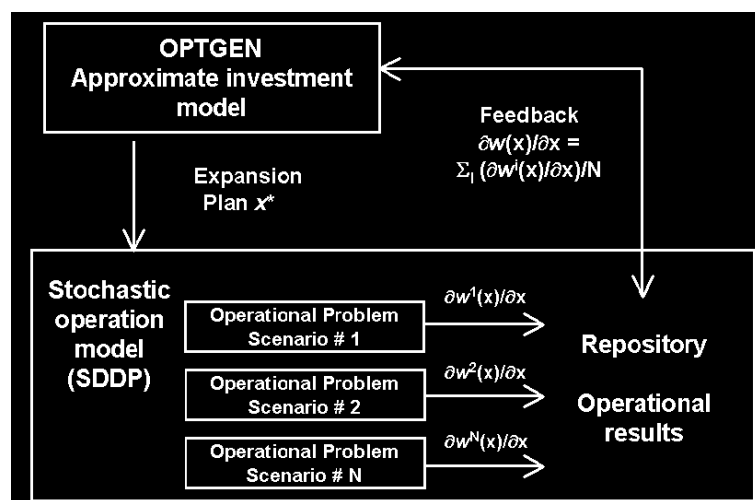 OPTGEN
Approximate investment
model
Feedback
∂w(x)/∂x =
ΣI (∂wⁱ(x)/∂x)/N
Expansion
Plan x*
Stochastic
operation
model
(SDDP)
Operational Problem
Scenario # 1
∂w¹(x)/∂x
Operational Problem
Scenario # 2
∂w²(x)/∂x
Operational Problem
Scenario # N
∂wᴺ(x)/∂x
Repository
Operational
results